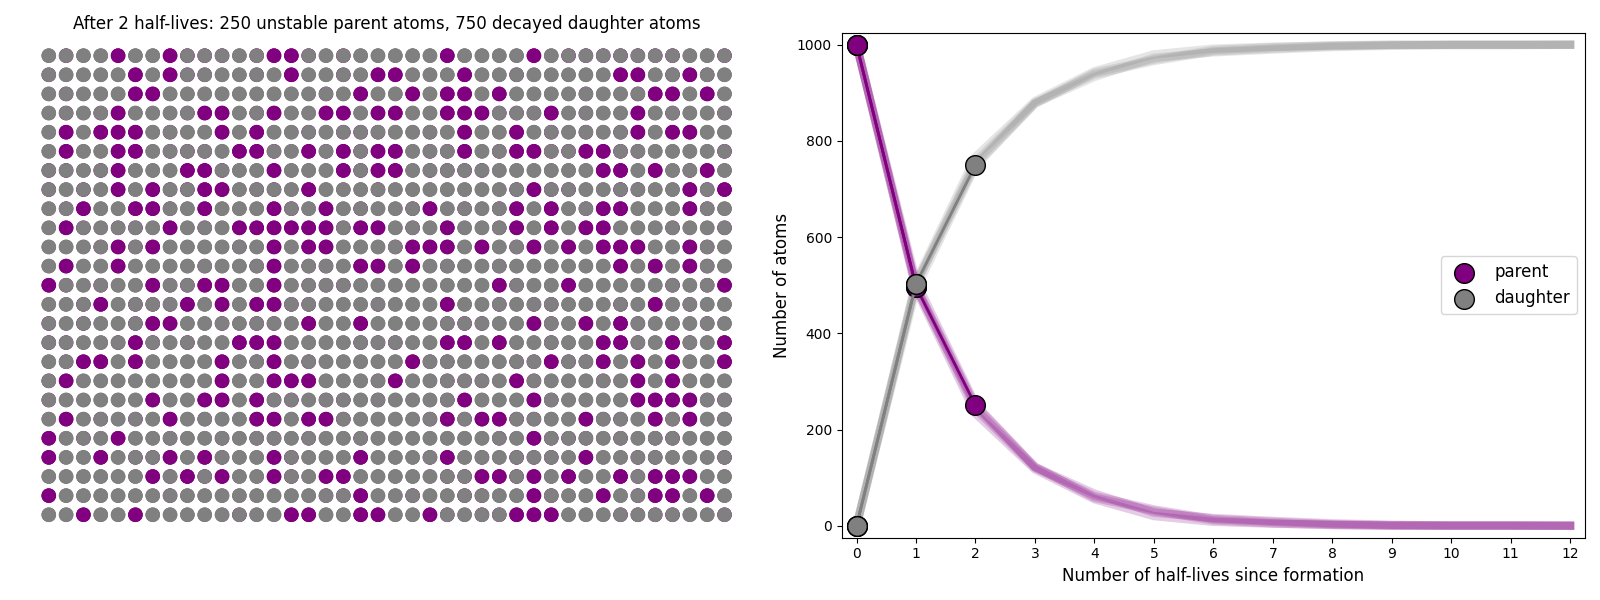 After 2 half-lives: 250 unstable parent atoms, 750 decayed daughter atoms
1000
800
600
400
200
0
Number of atoms
0 1 2 3 4 5 6 7 8 9 10 11 12
Number of half-lives since formation
parent
daughter